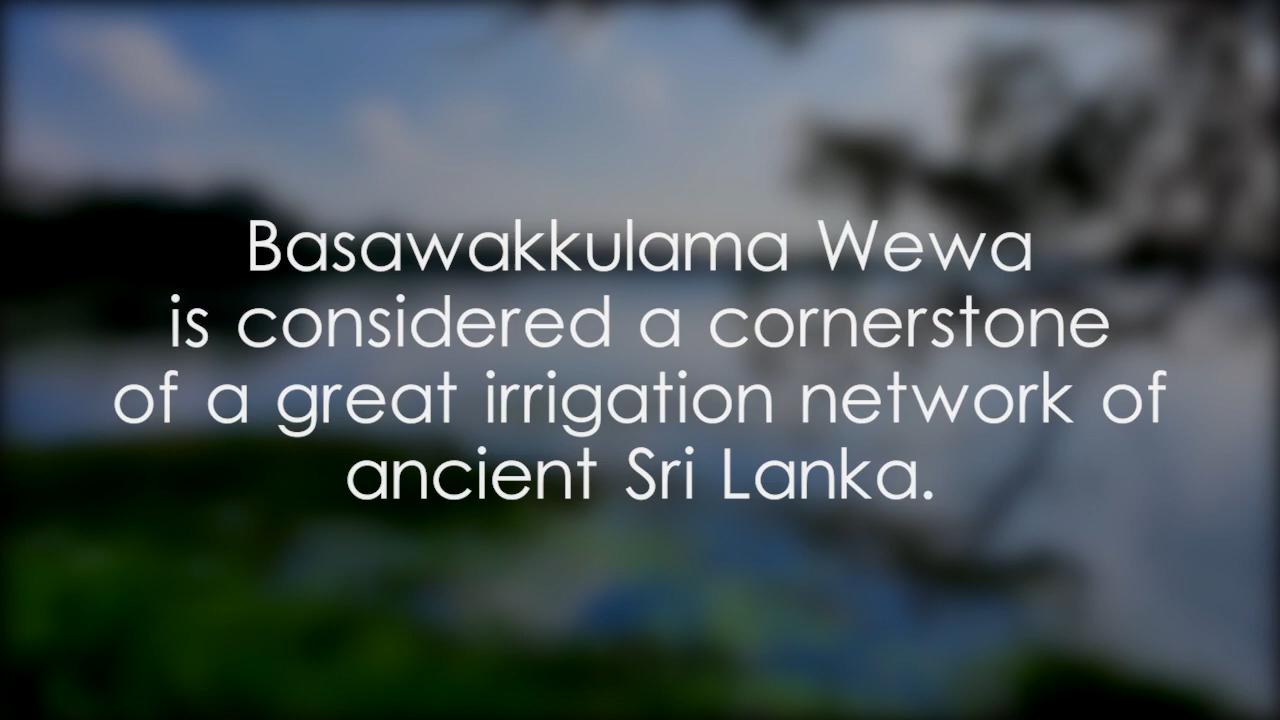 Basawakkulama Wewa
is considered a cornerstone
of a great irrigation network of
ancient Sri Lanka.